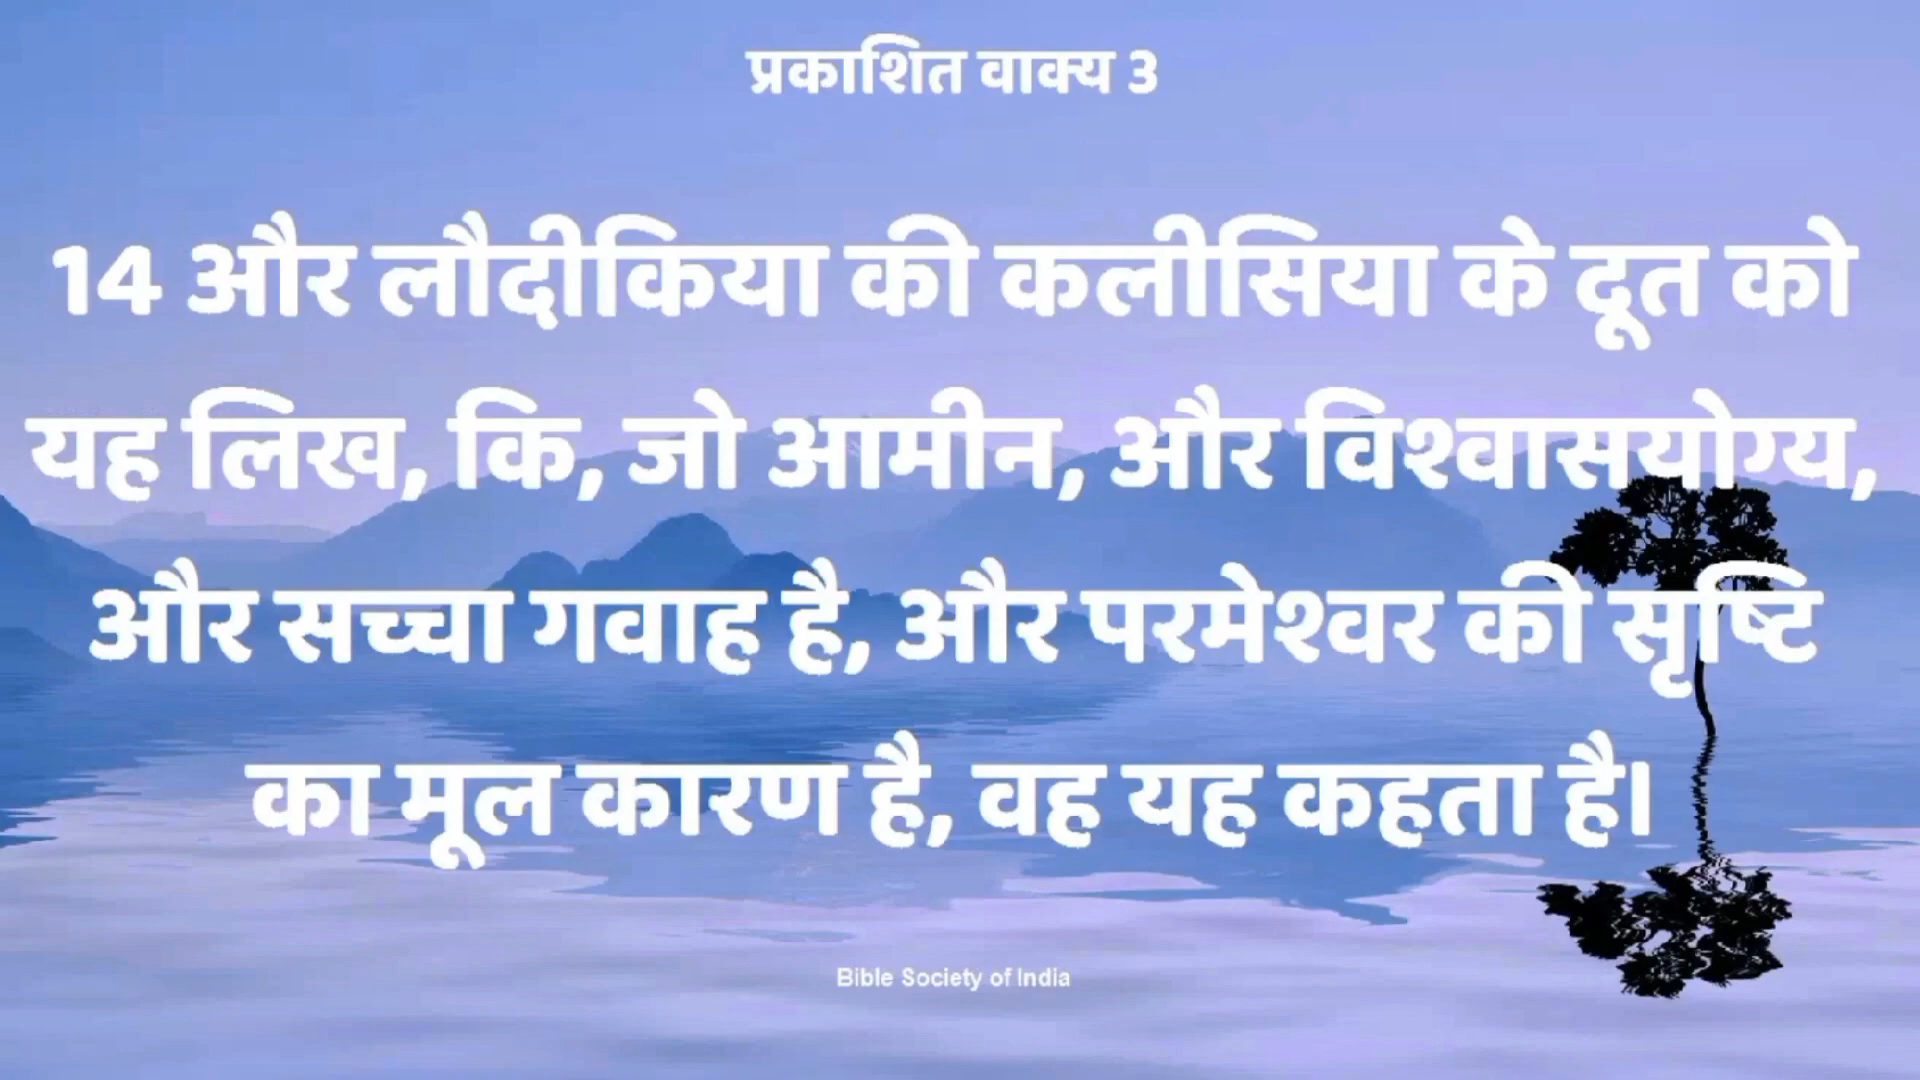 प्रकाशित वाक्य 3
14 और लौदीकिया की कलीसिया के दूत को
यह लिख, कि, जो आमीन, और विश्वासयोग्य,
और सच्चा गवाह है, और परमेश्वर की सृष्टि
का मूल कारण है, वह यह कहता है।
Bible Society of India